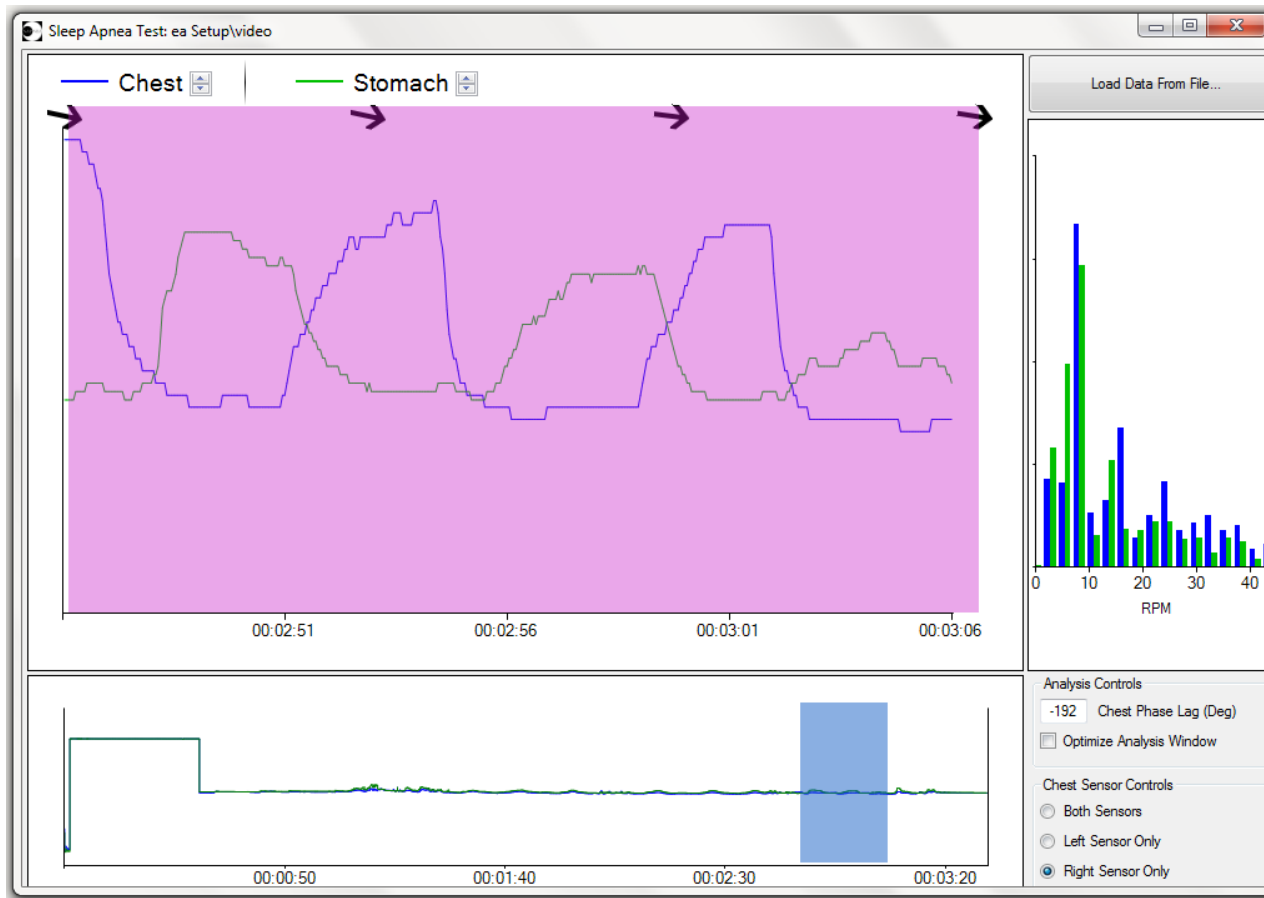 Sleep Apnea Test: ea Setup\video
Chest
Stomach
Load Data From File...
00:02:51
00:02:56
00:03:01
00:03:06
0
10
20
30
40
RPM
Analysis Controls
-192 Chest Phase Lag (Deg)
Optimize Analysis Window
Chest Sensor Controls
Both Sensors
Left Sensor Only
Right Sensor Only
00:00:50
00:01:40
00:02:30
00:03:20